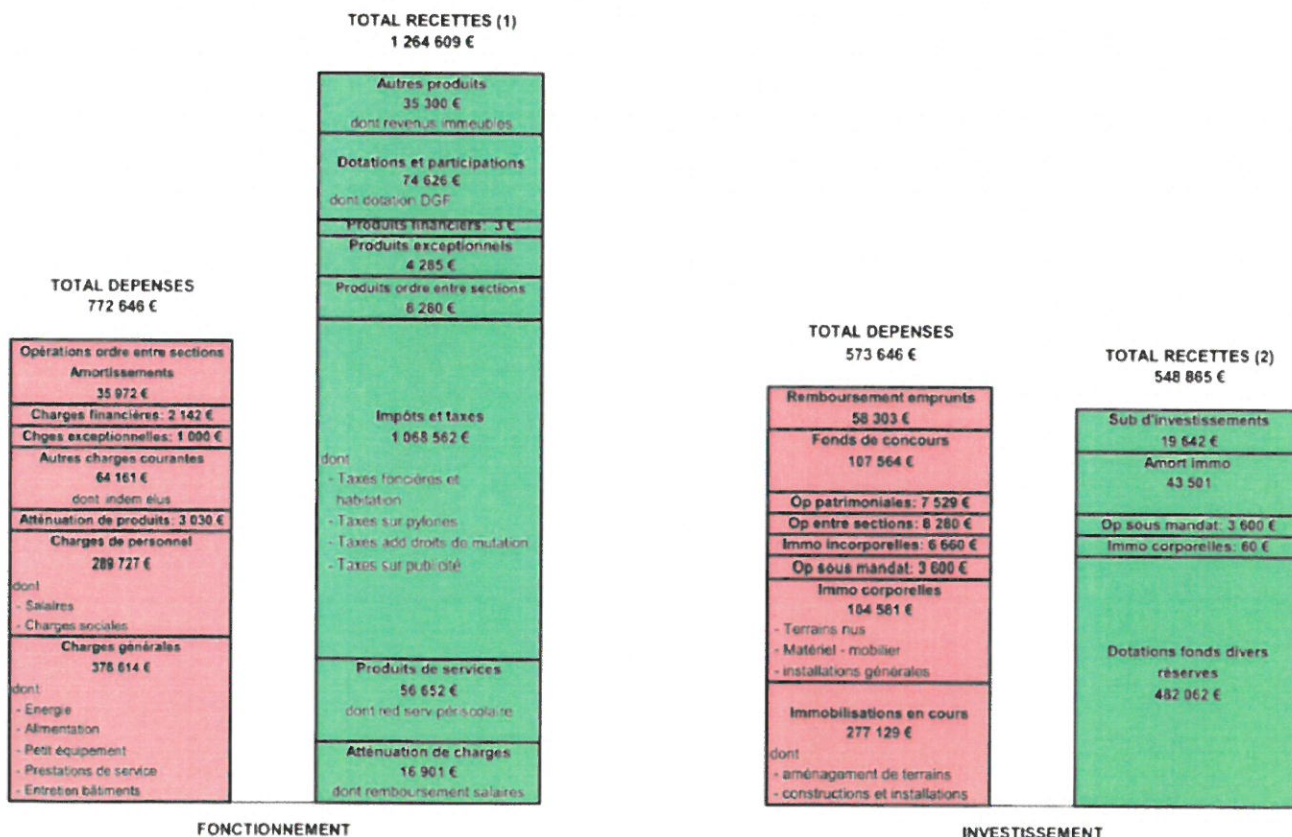 TOTAL RECETTES (1)
1 264 609 €
Autres produits
35 300 €
dont revenus immeubles
Dotations et participations
74 626 €
dont dotation DGF
Produits financiers: 3 €
Produits exceptionnels
4 285 €
Produits ordre entre sections
8 280 €
Impôts et taxes
1 068 562 €
dont
- Taxes foncières et
habitation
- Taxes sur pylones
- Taxes add droits de mutation
- Taxes sur publicité
Produits de services
56 652 €
dont red serv périscolaire
Atténuation de charges
16 901 €
dont remboursement salaires
TOTAL DEPENSES
772 646 €
Opérations ordre entre sections
Amortissements
35 972 €
Charges financières: 2 142 €
Chges exceptionnelles: 1 000 €
Autres charges courantes
64 161 €
dont indem élus
Atténuation de produits: 3 030 €
Charges de personnel
289 727 €
dont
- Salaires
- Charges sociales
Charges générales
376 614 €
dont
- Energie
- Alimentation
- Petit équipement
- Prestations de service
- Entretien bâtiments
FONCTIONNEMENT
TOTAL DEPENSES
573 646 €
Remboursement emprunts
58 303 €
Fonds de concours
107 564 €
Op patrimoniales: 7 529 €
Op entre sections: 8 280 €
Immo incorporelles: 6 660 €
Op sous mandat: 3 600 €
Immo corporelles
104 581 €
- Terrains nus
- Matériel - mobilier
- installations générales
Immobilisations en cours
277 129 €
dont
- aménagement de terrains
- constructions et installations
TOTAL RECETTES (2)
548 865 €
Sub d'investissements
19 642 €
Amort Immo
43 501
Op sous mandat: 3 600 €
Immo corporelles: 60 €
Dotations fonds divers
réserves
482 062 €
INVESTISSEMENT